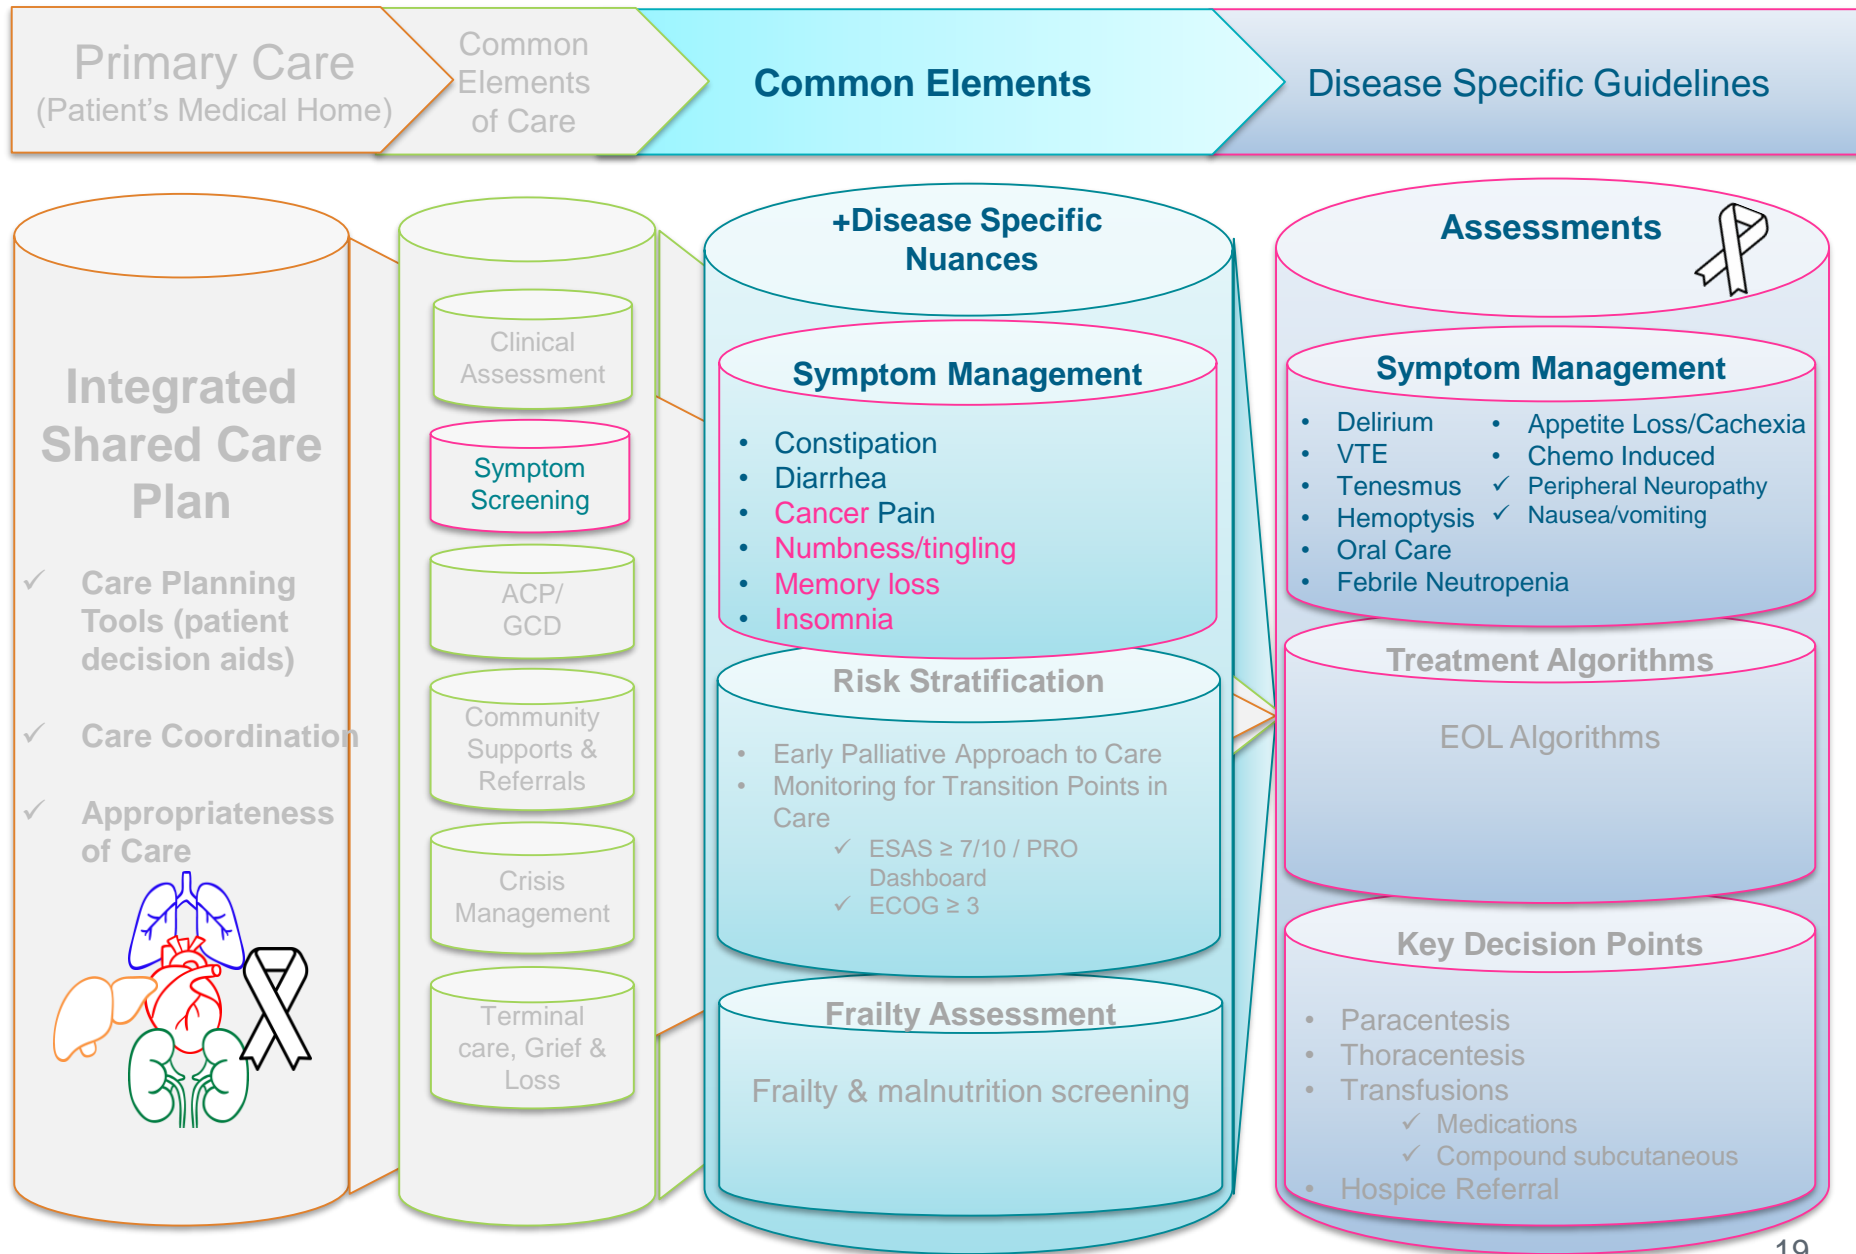 Primary Care
(Patient's Medical Home)
Common
Elements
of Care
Common Elements
Disease Specific Guidelines
Integrated
Shared Care
Plan
✓ Care Planning
Tools (patient
decision aids)
✓ Care Coordination
✓ Appropriateness
of Care
Clinical
Assessment
Symptom
Screening
ACP/
GCD
Community
Supports &
Referrals
Crisis
Management
Terminal
care, Grief &
Loss
+Disease Specific
Nuances
Symptom Management
• Constipation
• Diarrhea
• Cancer Pain
• Numbness/tingling
• Memory loss
• Insomnia
Risk Stratification
• Early Palliative Approach to Care
• Monitoring for Transition Points in
Care
✓ ESAS ≥ 7/10 / PRO
Dashboard
✓ ECOG ≥ 3
Frailty Assessment
Frailty & malnutrition screening
Assessments
Symptom Management
• Delirium
• VTE
• Tenesmus
• Hemoptysis
• Oral Care
• Febrile Neutropenia
• Appetite Loss/Cachexia
• Chemo Induced
✓ Peripheral Neuropathy
✓ Nausea/vomiting
Treatment Algorithms
EOL Algorithms
Key Decision Points
• Paracentesis
• Thoracentesis
• Transfusions
✓ Medications
✓ Compound subcutaneous
• Hospice Referral
19